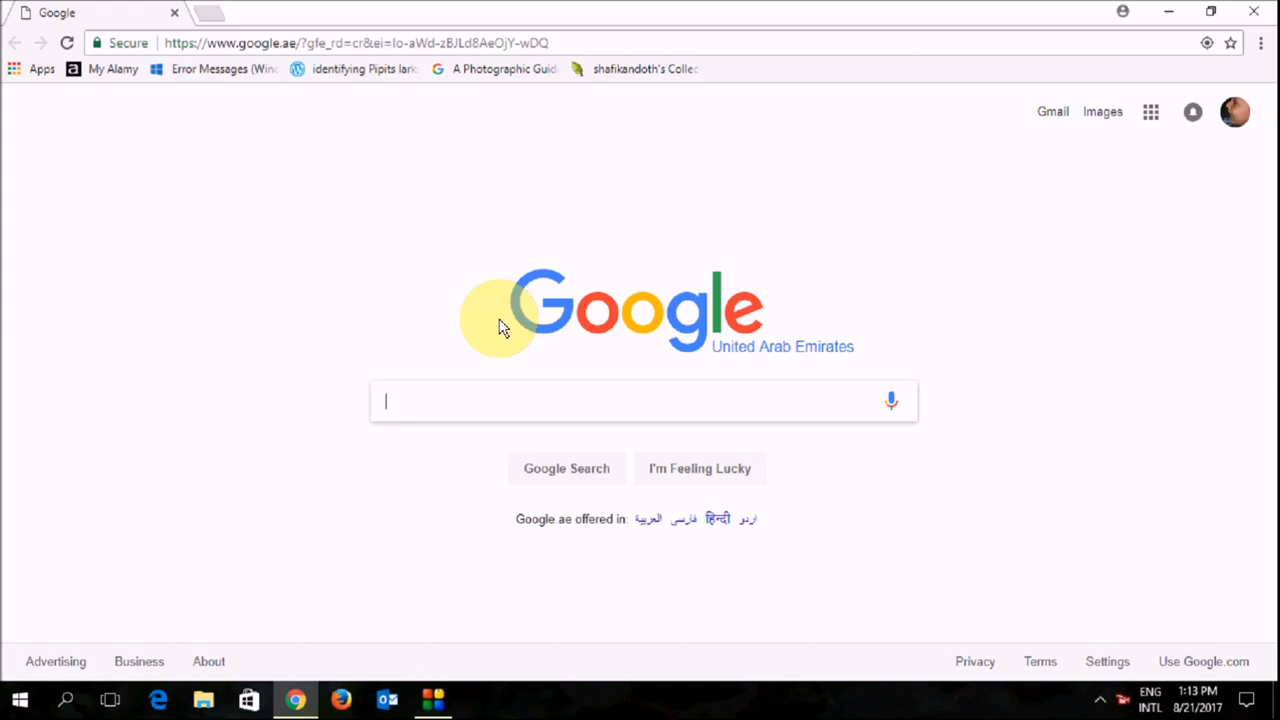 Google
Secure
https://www.google.ae/?gfe_rd=cr&ei=Io-aWd-zBJLd8AeOjY-wDQ
Apps
My Alamy
Error Messages (Winc
identifying Pipits lark
A Photographic Guid
shafikandoth's Collec
Gmail
Images
Google
United Arab Emirates
Google Search
I'm Feeling Lucky
Google.ae offered in: العربية فارسی हिन्दी اردو
Advertising
Business
About
Privacy
Terms
Settings
Use Google.com
ENG
INTL
1:13 PM
8/21/2017